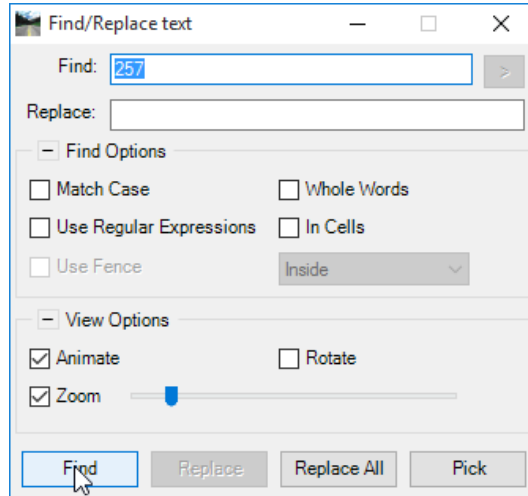 Find/Replace text
Find: 257 >
Replace:
Find Options
Match Case Whole Words
Use Regular Expressions In Cells
Use Fence Inside
View Options
Animate Rotate
Zoom
Find Replace Replace All Pick